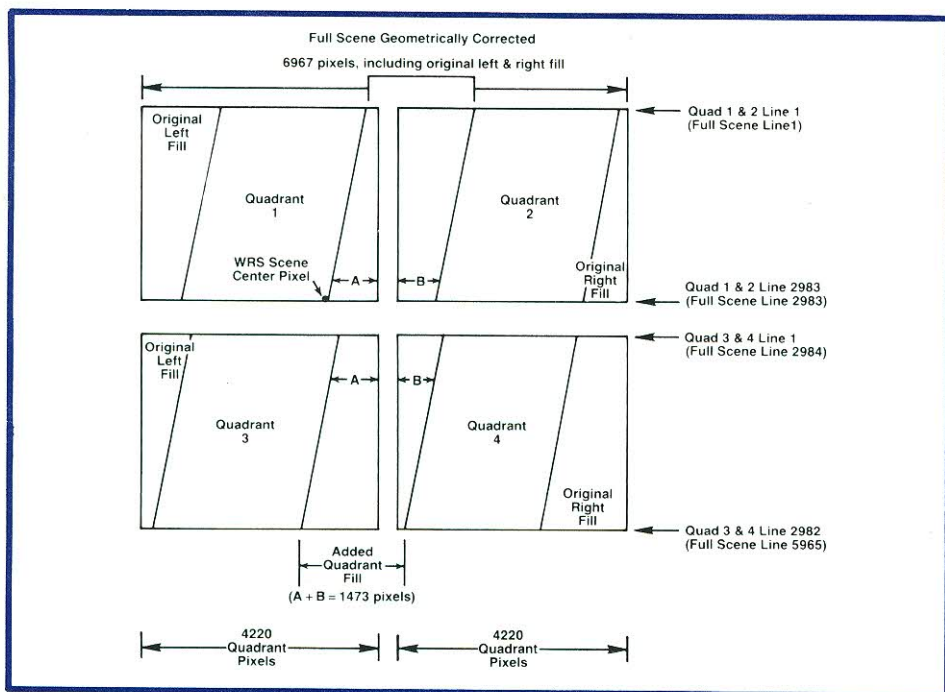 Full Scene Geometrically Corrected
6967 pixels, including original left & right fill
Quad 1 & 2 Line 1
(Full Scene Line1)
Original
Left
Fill
Quadrant
1
Quadrant
2
WRS Scene
Center Pixel
A
B
Original
Right
Fill
Quad 1 & 2 Line 2983
(Full Scene Line 2983)
Quad 3 & 4 Line 1
(Full Scene Line 2984)
Original
Left
Fill
A
B
Quadrant
3
Quadrant
4
Original
Right
Fill
Quad 3 & 4 Line 2982
(Full Scene Line 5965)
Added
Quadrant
Fill
(A + B = 1473 pixels)
4220
Quadrant
Pixels
4220
Quadrant
Pixels